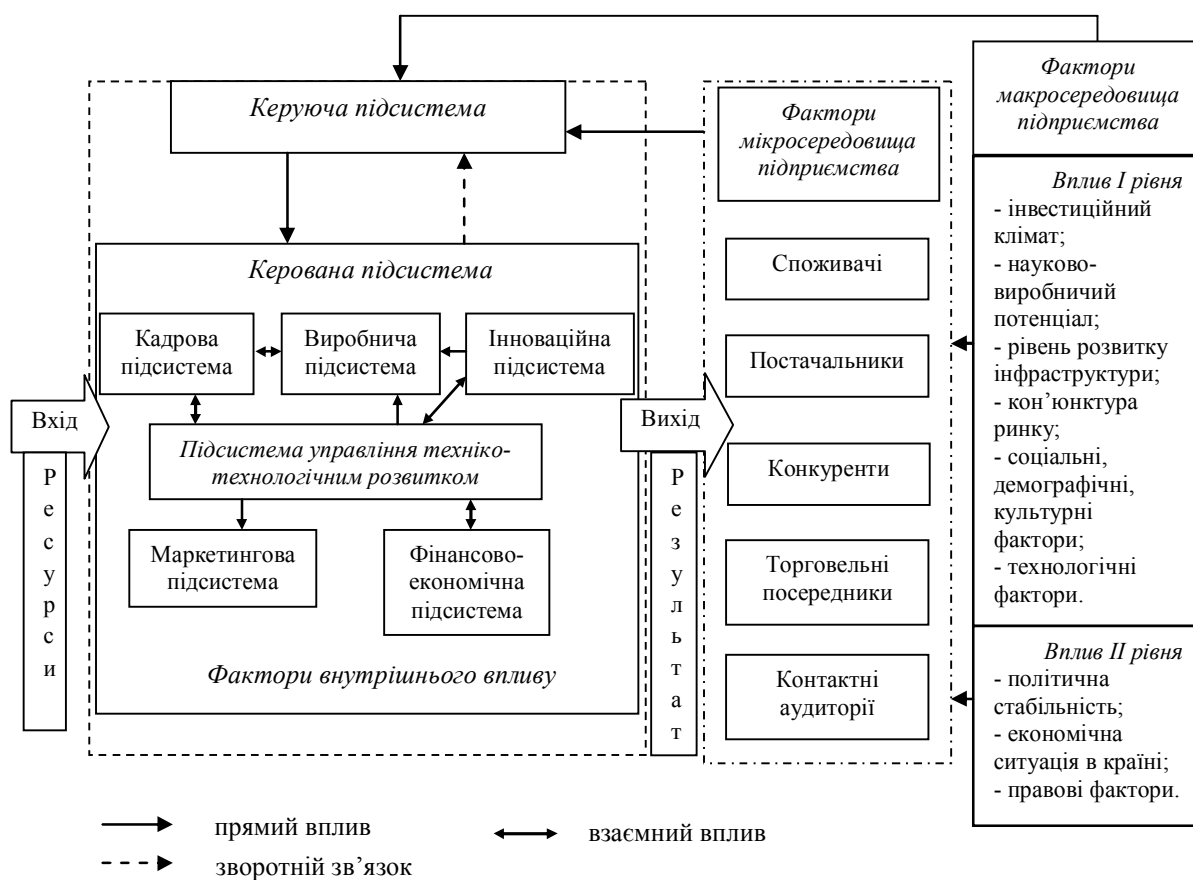 Керуюча підсистема
Керована підсистема
Кадрова
підсистема
Виробнича
підсистема
Інноваційна
підсистема
Підсистема управління техніко-
технологічним розвитком
Маркетингова
підсистема
Фінансово-
економічна
підсистема
Фактори внутрішнього впливу
Вхід
Ресурси
Вихід
Результат
Фактори
мікросередовища
підприємства
Споживачі
Постачальники
Конкуренти
Торговельні
посередники
Контактні
аудиторії
Фактори
макросередовища
підприємства
Вплив І рівня
- інвестиційний
клімат;
- науково-
виробничий
потенціал;
- рівень розвитку
інфраструктури;
- кон’юнктура
ринку;
- соціальні,
демографічні,
культурні
фактори;
- технологічні
фактори.
Вплив ІІ рівня
- політична
стабільність;
- економічна
ситуація в країні;
- правові фактори.
прямий вплив
взаємний вплив
зворотній зв’язок